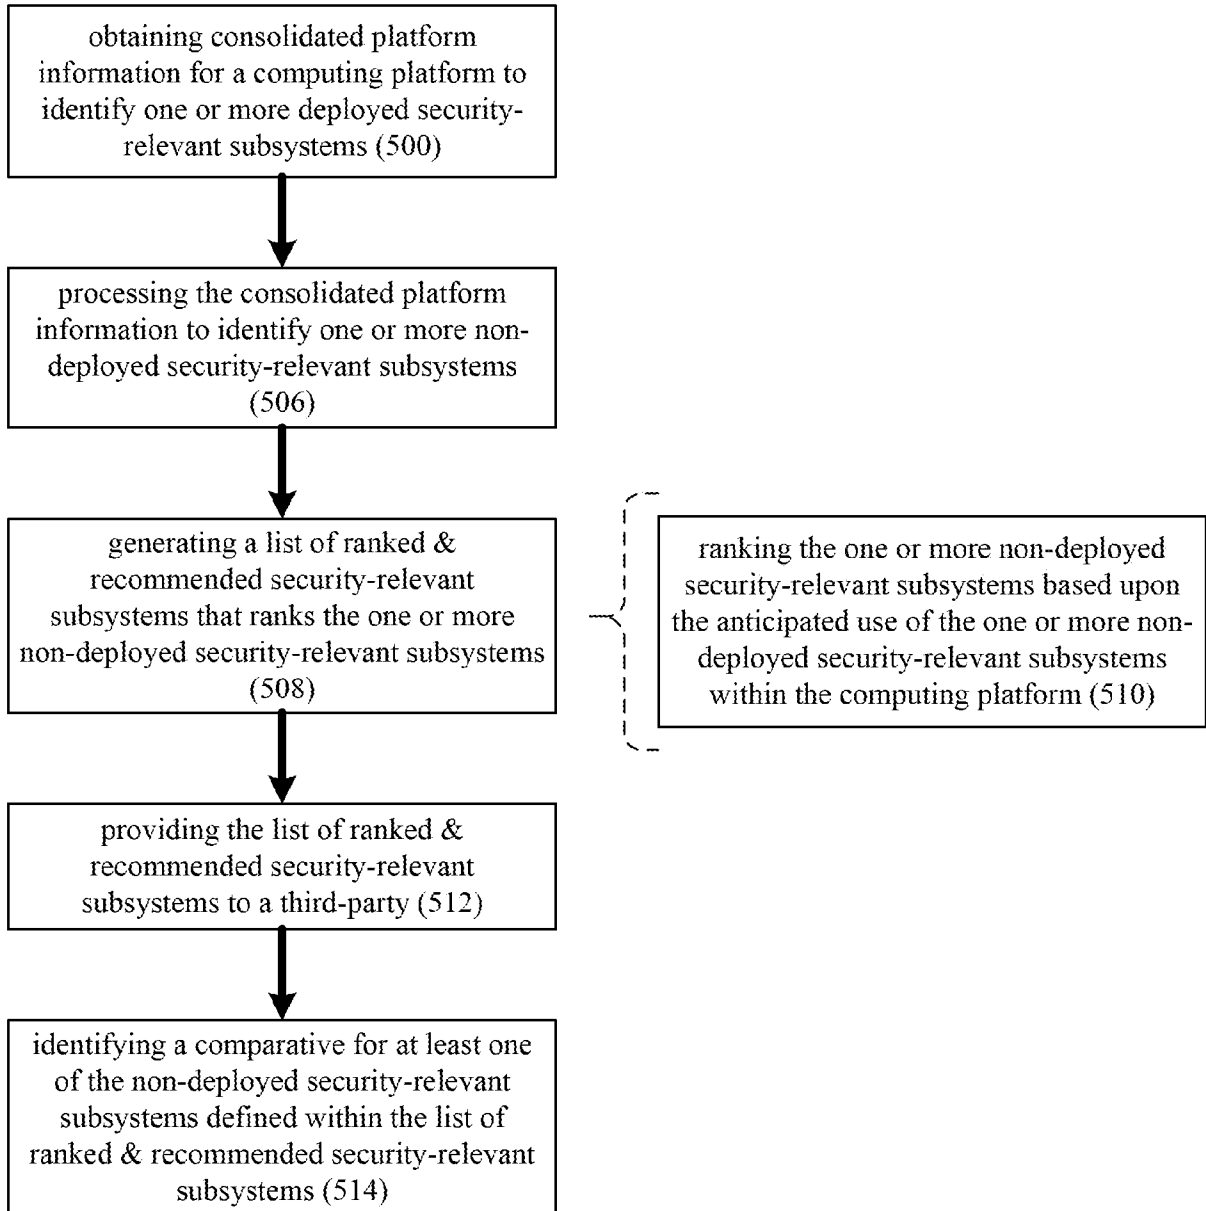 obtaining consolidated platform
information for a computing platform to
identify one or more deployed security-
relevant subsystems (500)
processing the consolidated platform
information to identify one or more non-
deployed security-relevant subsystems
(506)
generating a list of ranked &
recommended security-relevant
subsystems that ranks the one or more
non-deployed security-relevant subsystems
(508)
ranking the one or more non-deployed
security-relevant subsystems based upon
the anticipated use of the one or more non-
deployed security-relevant subsystems
within the computing platform (510)
providing the list of ranked &
recommended security-relevant
subsystems to a third-party (512)
identifying a comparative for at least one
of the non-deployed security-relevant
subsystems defined within the list of
ranked & recommended security-relevant
subsystems (514)